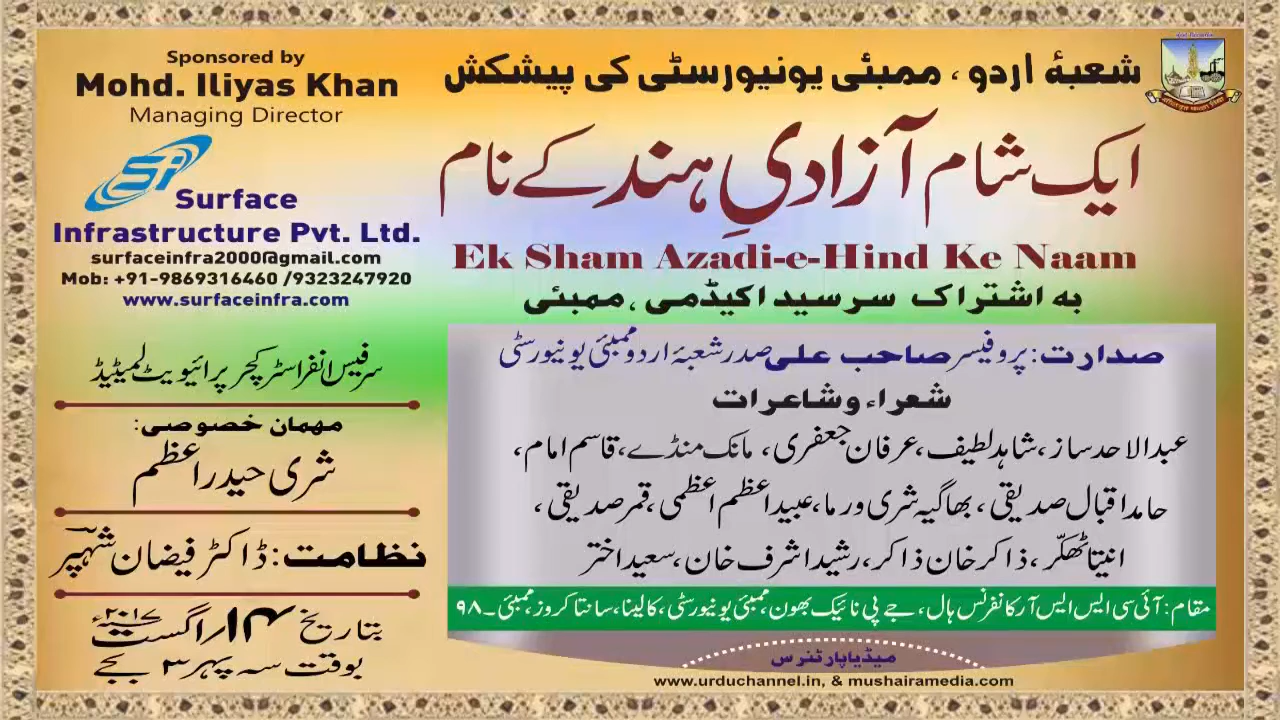 شعبۂ اردو ، ممبئی یونیورسٹی کی پیشکش
ایک شام آزادیِ ہند کے نام
Ek Sham Azadi-e-Hind Ke Naam
بہ اشتراک سرسید اکیڈمی ، ممبئی
صدارت: پروفیسر صاحب علی صدر شعبۂ اردو ممبئی یونیورسٹی
شعراء و شاعرات
عبدالاحد ساز، شاہد لطیف، عرفان جعفری، مانک منڈے، قاسم امام،
حامد اقبال صدیقی، بھاگیہ شری ورما، عبید اعظم اعظمی، قمر صدیقی،
انیتا ٹھکّر، ذاکر خان ذاکر، رشید اشرف خان، سعید اختر
مقام: آئی سی ایس ایس آر کانفرنس ہال، جے پی نائیک بھون، ممبئی یونیورسٹی، کالینا، سانتا کروز، ممبئی۔۹۸
میڈیا پارٹنرس
www.urduchannel.in, & mushairamedia.com
Sponsored by
Mohd. Iliyas Khan
Managing Director
Si
Surface
Infrastructure Pvt. Ltd.
surfaceinfra2000@gmail.com
Mob: +91-9869316460 /9323247920
www.surfaceinfra.com
سرفیس انفراسٹرکچر پرائیویٹ لمیٹیڈ
مہمان خصوصی:
شری حیدر اعظم
نظامت: ڈاکٹر فیضان شہپرؔ
بتاریخ ۱۴؍اگست ۲۰۱۷ء
بوقت سہ پہر ۳ بجے